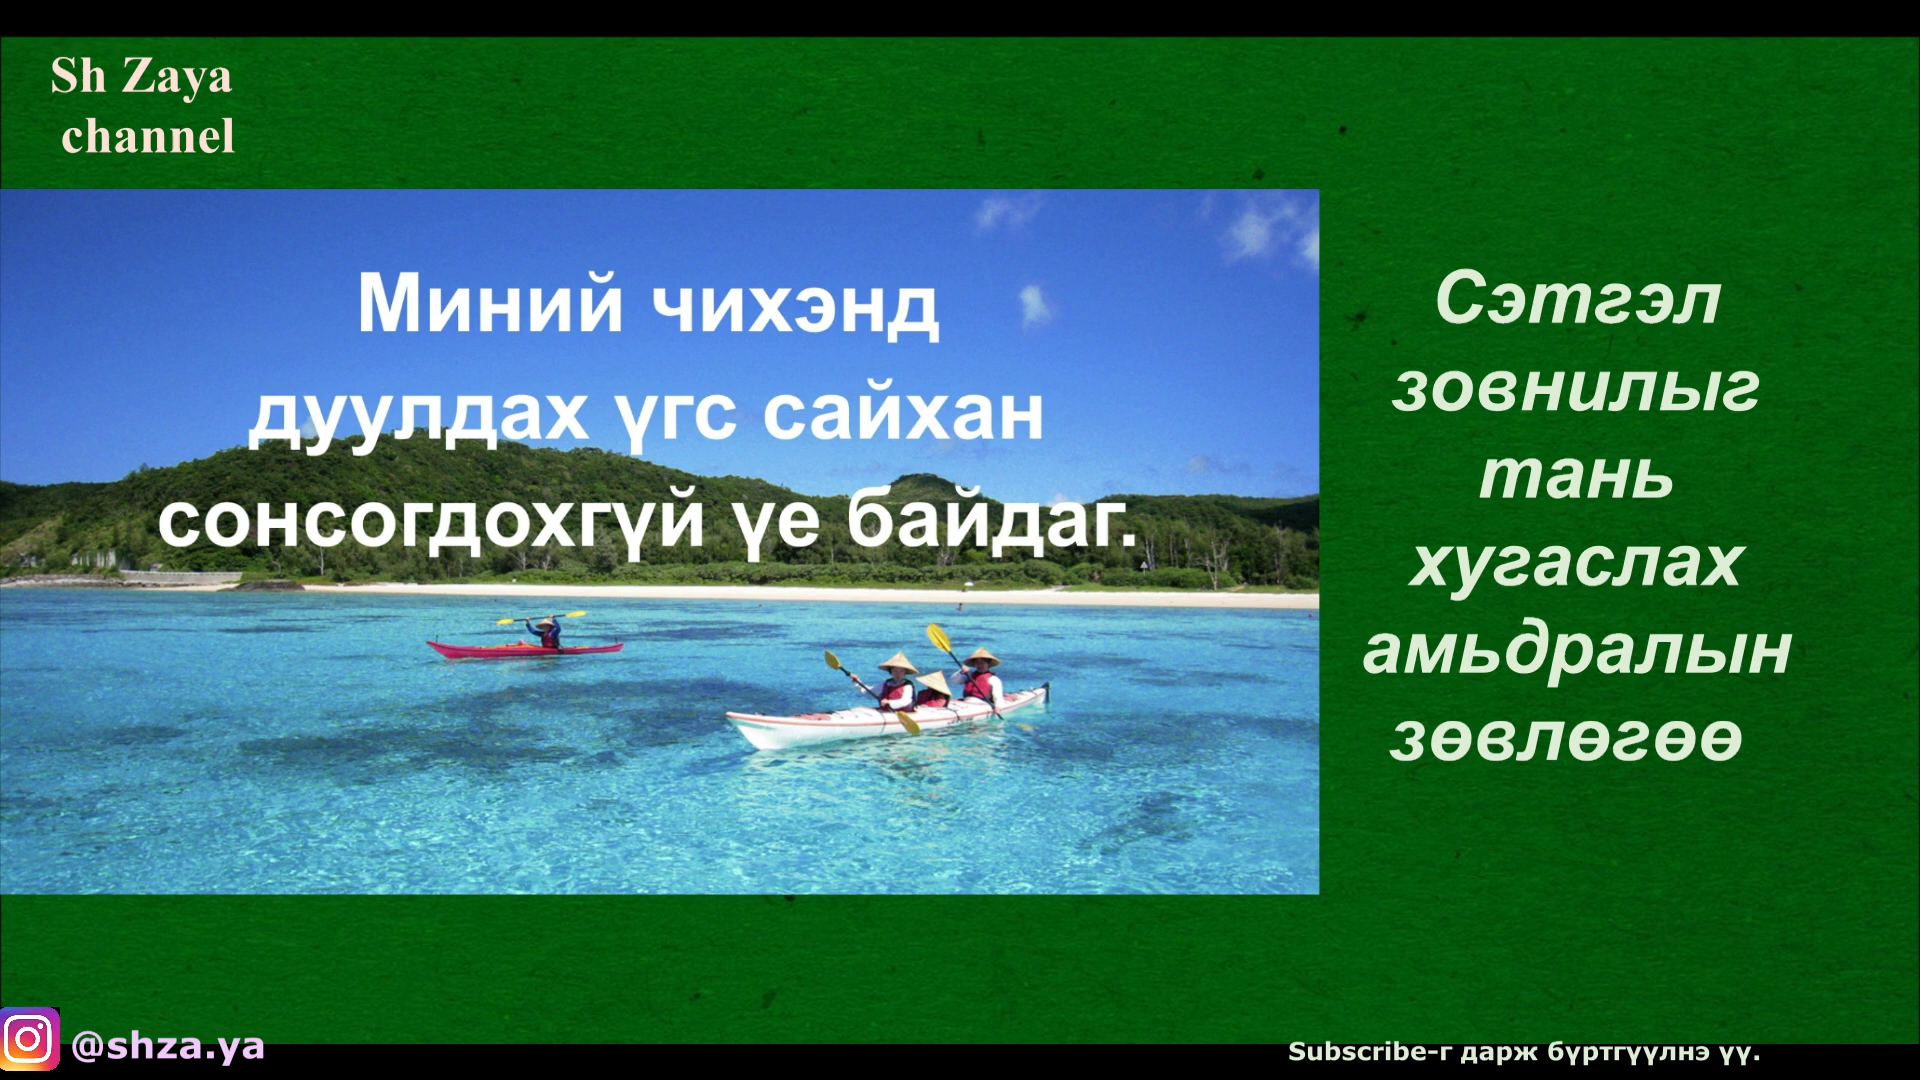 Sh Zaya
channel
Миний чихэнд
дуулдах үгс сайхан
сонсогдохгүй үе байдаг.
Сэтгэл
зовнилыг
тань
хугаслах
амьдралын
зөвлөгөө
@shza.ya
Subscribe-г дарж бүртгүүлнэ үү.